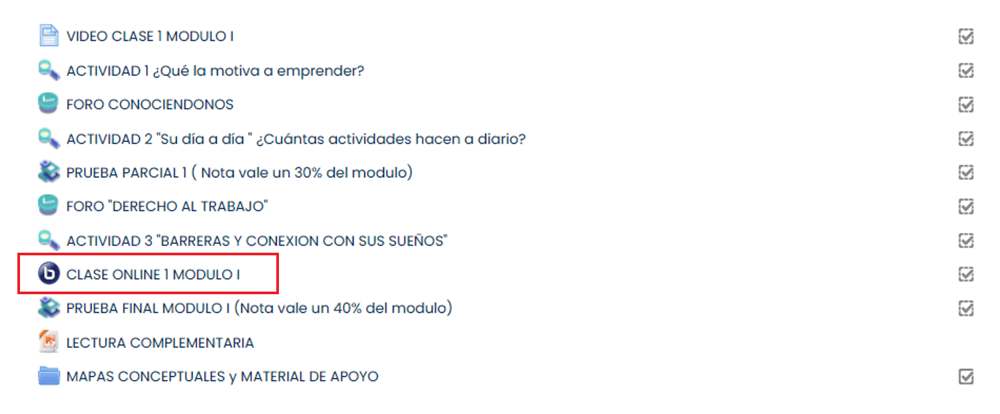 VIDEO CLASE 1 MODULO I
ACTIVIDAD 1 ¿Qué la motiva a emprender?
FORO CONOCIENDONOS
ACTIVIDAD 2 "Su día a día " ¿Cuántas actividades hacen a diario?
PRUEBA PARCIAL 1 ( Nota vale un 30% del modulo)
FORO "DERECHO AL TRABAJO"
ACTIVIDAD 3 "BARRERAS Y CONEXION CON SUS SUEÑOS"
b CLASE ONLINE 1 MODULO I
PRUEBA FINAL MODULO I (Nota vale un 40% del modulo)
LECTURA COMPLEMENTARIA
MAPAS CONCEPTUALES y MATERIAL DE APOYO